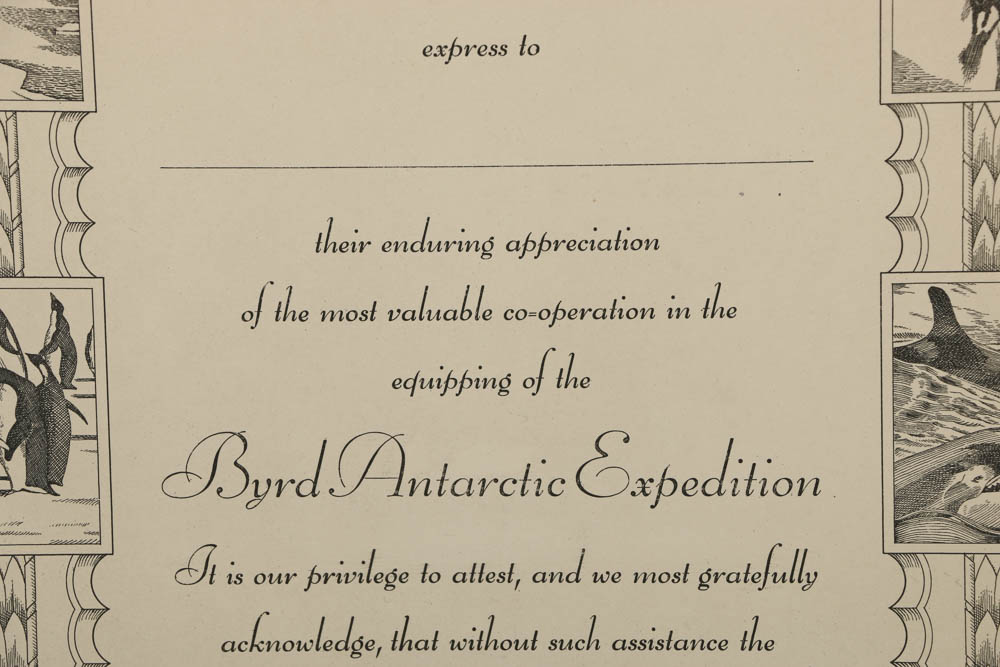 express to
their enduring appreciation
of the most valuable co=operation in the
equipping of the
Byrd Antarctic Expedition
It is our privilege to attest, and we most gratefully
acknowledge, that without such assistance the